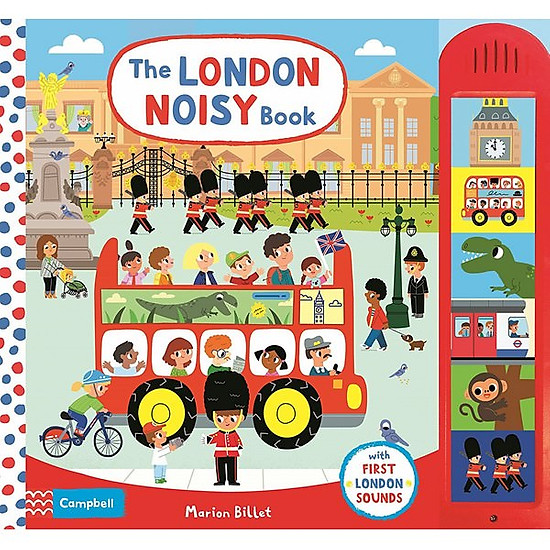 The LONDON
NOISY Book
with
FIRST
LONDON
SOUNDS
Campbell
Marion Billet